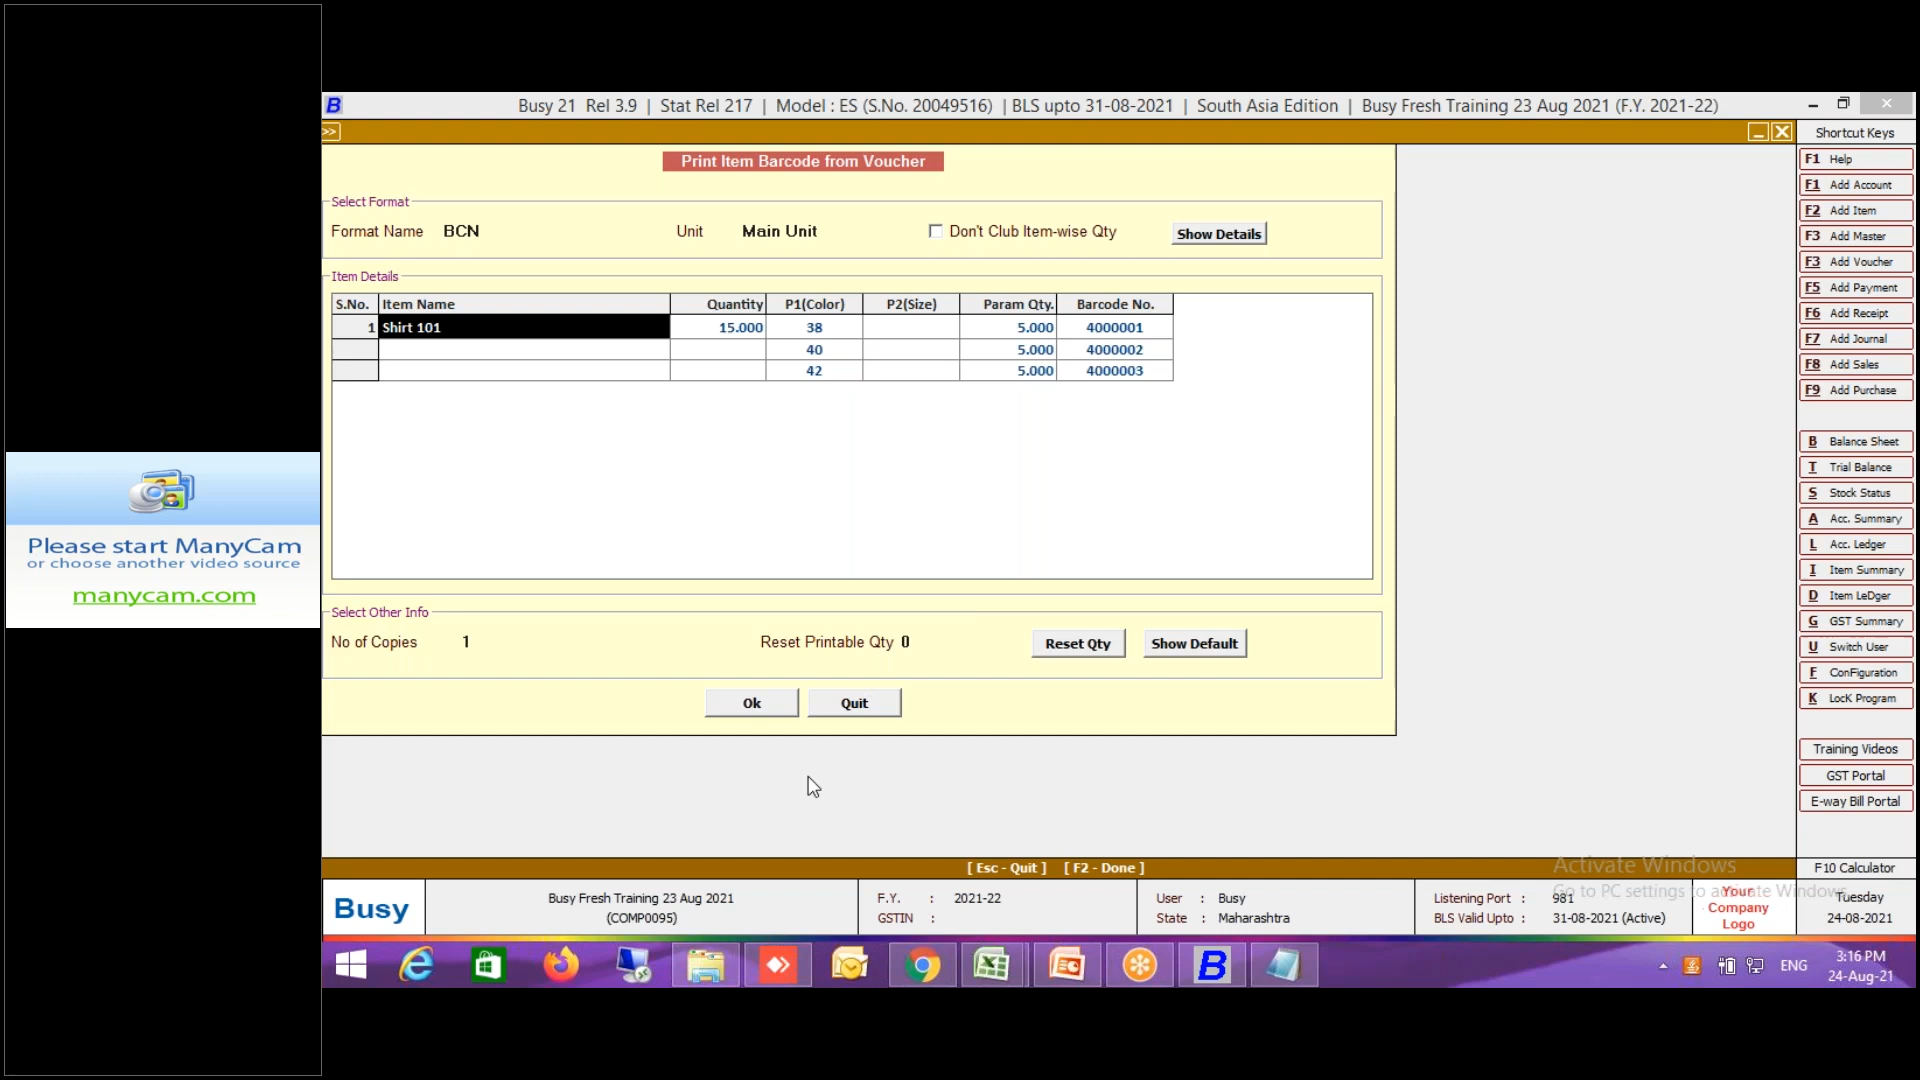 B
Busy 21 Rel 3.9 | Stat Rel 217 | Model : ES (S.No. 20049516) | BLS upto 31-08-2021 | South Asia Edition | Busy Fresh Training 23 Aug 2021 (F.Y. 2021-22)
>>
Print Item Barcode from Voucher
Select Format
Format Name BCN Unit Main Unit Don't Club Item-wise Qty Show Details
Item Details
S.No. Item Name Quantity P1(Color) P2(Size) Param Qty. Barcode No.
1 Shirt 101 15.000 38 5.000 4000001
40 5.000 4000002
42 5.000 4000003
Select Other Info
No of Copies 1 Reset Printable Qty 0 Reset Qty Show Default
Ok Quit
Please start ManyCam
or choose another video source
manycam.com
Shortcut Keys
F1 Help
F1 Add Account
F2 Add Item
F3 Add Master
F3 Add Voucher
F5 Add Payment
F6 Add Receipt
F7 Add Journal
F8 Add Sales
F9 Add Purchase
B Balance Sheet
T Trial Balance
S Stock Status
A Acc. Summary
L Acc. Ledger
I Item Summary
D Item LeDger
G GST Summary
U Switch User
F ConFiguration
K LocK Program
Training Videos
GST Portal
E-way Bill Portal
[ Esc - Quit ] [ F2 - Done ]
F10 Calculator
Activate Windows
Go to PC settings to activate Windows.
Busy
Busy Fresh Training 23 Aug 2021
(COMP0095)
F.Y. : 2021-22
GSTIN :
User : Busy
State : Maharashtra
Listening Port : 981
BLS Valid Upto : 31-08-2021 (Active)
Your
Company
Logo
Tuesday
24-08-2021
B
ENG
3:16 PM
24-Aug-21